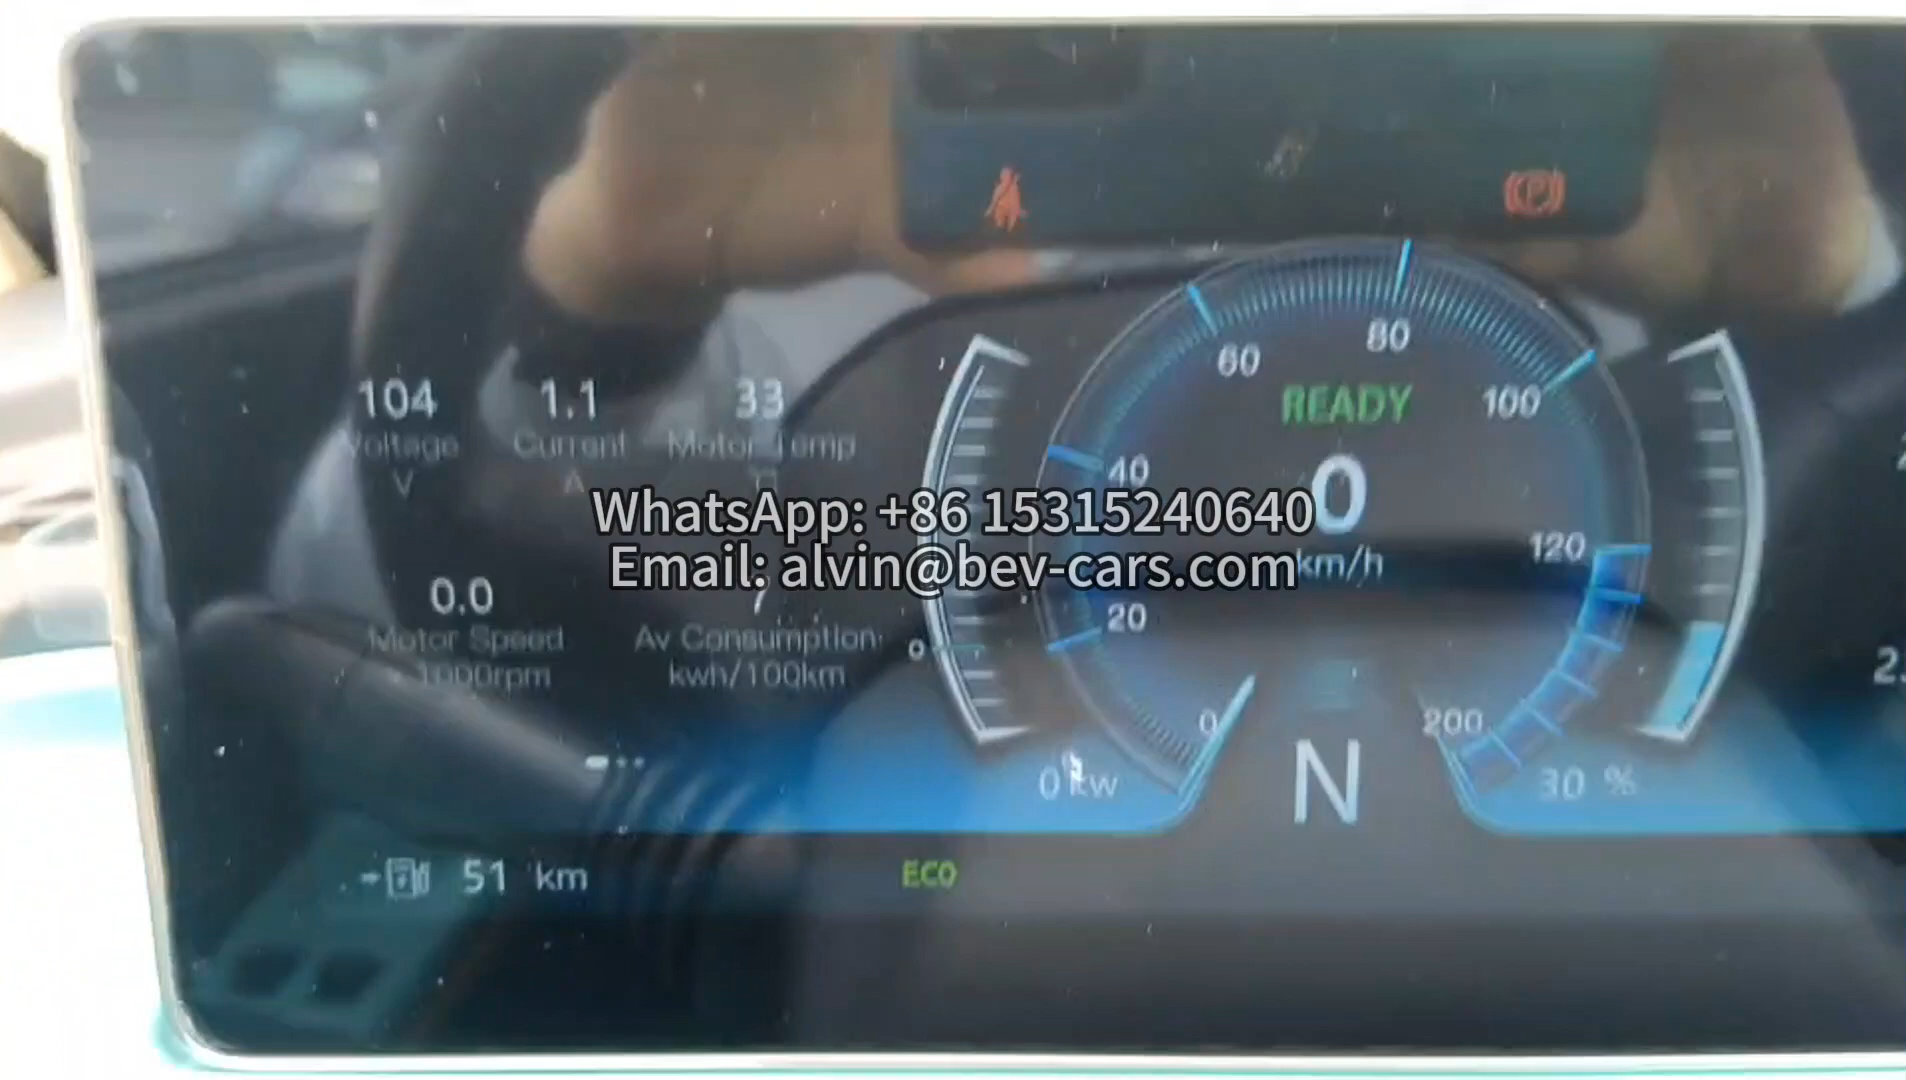 60
80
100
40
120
20
0
200
READY
0
km/h
104
Voltage
V
1.1
Current
A
33
Motor Temp
WhatsApp: +86 15315240640
Email: alvin@bev-cars.com
0.0
Motor Speed
1000rpm
Av Consumption
kwh/100km
0
0 kw
N
30 %
51 km
ECO